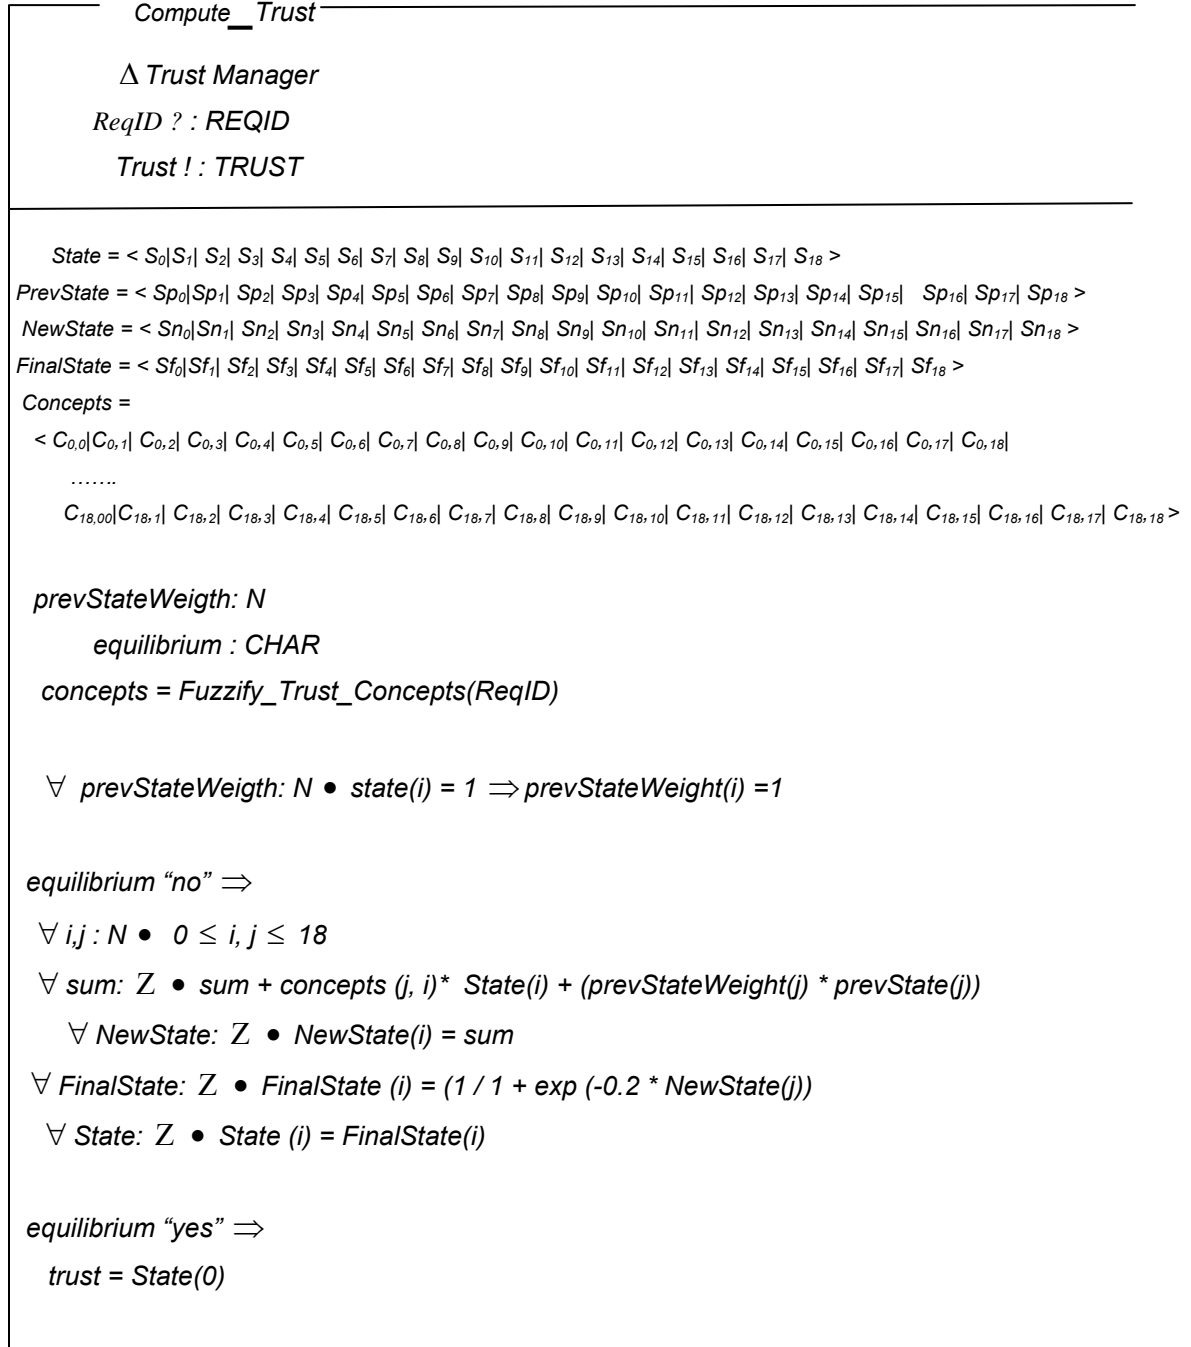 Compute_Trust
Δ Trust Manager
ReqID ? : REQID
Trust ! : TRUST
State = < S0|S1| S2| S3| S4| S5| S6| S7| S8| S9| S10| S11| S12| S13| S14| S15| S16| S17| S18 >
PrevState = < Sp0|Sp1| Sp2| Sp3| Sp4| Sp5| Sp6| Sp7| Sp8| Sp9| Sp10| Sp11| Sp12| Sp13| Sp14| Sp15| Sp16| Sp17| Sp18 >
NewState = < Sn0|Sn1| Sn2| Sn3| Sn4| Sn5| Sn6| Sn7| Sn8| Sn9| Sn10| Sn11| Sn12| Sn13| Sn14| Sn15| Sn16| Sn17| Sn18 >
FinalState = < Sf0|Sf1| Sf2| Sf3| Sf4| Sf5| Sf6| Sf7| Sf8| Sf9| Sf10| Sf11| Sf12| Sf13| Sf14| Sf15| Sf16| Sf17| Sf18 >
Concepts =
< C0,0|C0,1| C0,2| C0,3| C0,4| C0,5| C0,6| C0,7| C0,8| C0,9| C0,10| C0,11| C0,12| C0,13| C0,14| C0,15| C0,16| C0,17| C0,18|
…….
C18,00|C18,1| C18,2| C18,3| C18,4| C18,5| C18,6| C18,7| C18,8| C18,9| C18,10| C18,11| C18,12| C18,13| C18,14| C18,15| C18,16| C18,17| C18,18 >
prevStateWeigth: N
equilibrium : CHAR
concepts = Fuzzify_Trust_Concepts(ReqID)
∀ prevStateWeigth: N • state(i) = 1 ⇒ prevStateWeight(i) =1
equilibrium “no” ⇒
∀ i,j : N • 0 ≤ i, j ≤ 18
∀ sum: Z • sum + concepts (j, i)* State(i) + (prevStateWeight(j) * prevState(j))
∀ NewState: Z • NewState(i) = sum
∀ FinalState: Z • FinalState (i) = (1 / 1 + exp (-0.2 * NewState(j))
∀ State: Z • State (i) = FinalState(i)
equilibrium “yes” ⇒
trust = State(0)